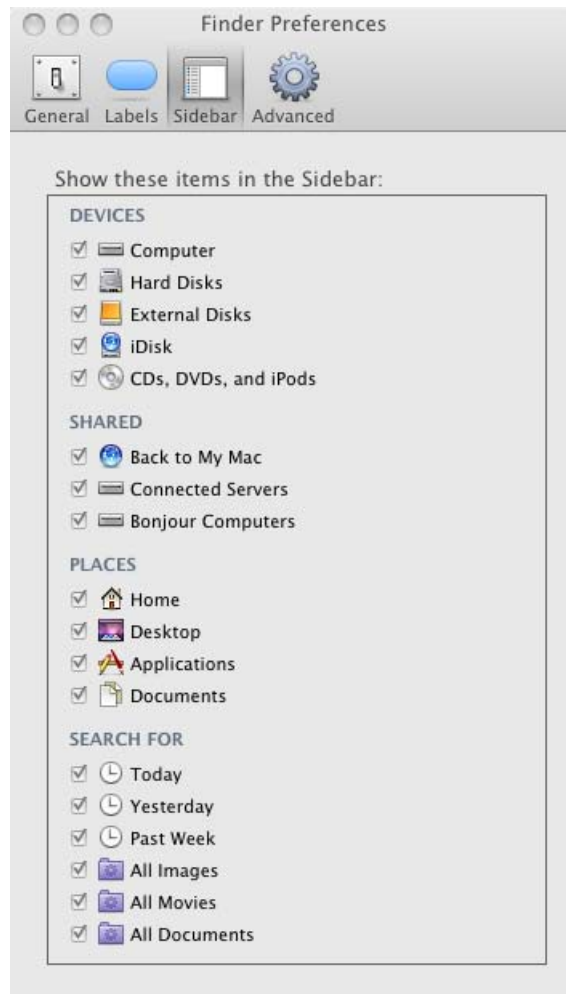 Finder Preferences
General Labels Sidebar Advanced
Show these items in the Sidebar:
DEVICES
Computer
Hard Disks
External Disks
iDisk
CDs, DVDs, and iPods
SHARED
Back to My Mac
Connected Servers
Bonjour Computers
PLACES
Home
Desktop
Applications
Documents
SEARCH FOR
Today
Yesterday
Past Week
All Images
All Movies
All Documents